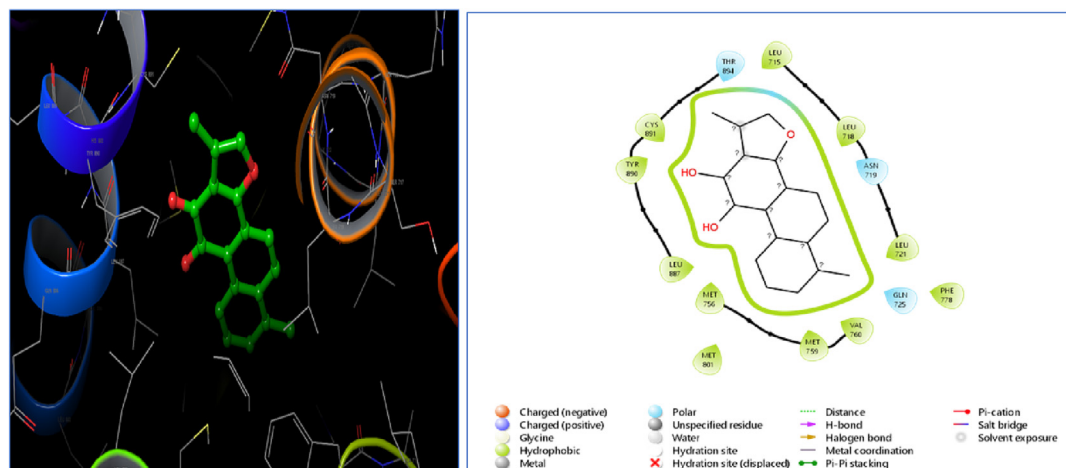 LEU
715
THR
894
CYS
891
LEU
718
TYR
890
ASN
719
O
HO
HO
?
?
?
?
?
?
?
?
?
?
LEU
887
LEU
721
MET
756
GLN
725
PHE
778
VAL
760
MET
759
MET
801
Charged (negative)
Charged (positive)
Glycine
Hydrophobic
Metal
Polar
Unspecified residue
Water
Hydration site
Hydration site (displaced)
Distance
H-bond
Halogen bond
Metal coordination
Pi-Pi stacking
Pi-cation
Salt bridge
Solvent exposure